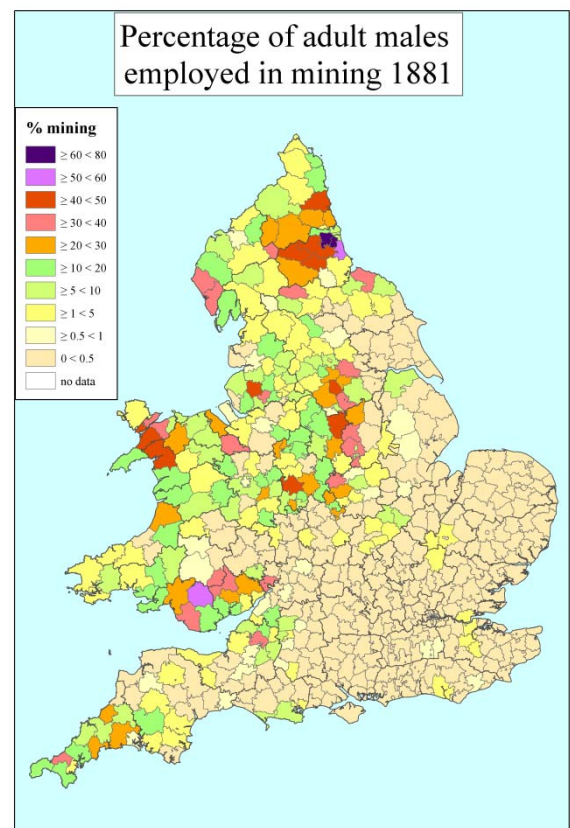 Percentage of adult males
employed in mining 1881
% mining
≥ 60 < 80
≥ 50 < 60
≥ 40 < 50
≥ 30 < 40
≥ 20 < 30
≥ 10 < 20
≥ 5 < 10
≥ 1 < 5
≥ 0.5 < 1
0 < 0.5
no data